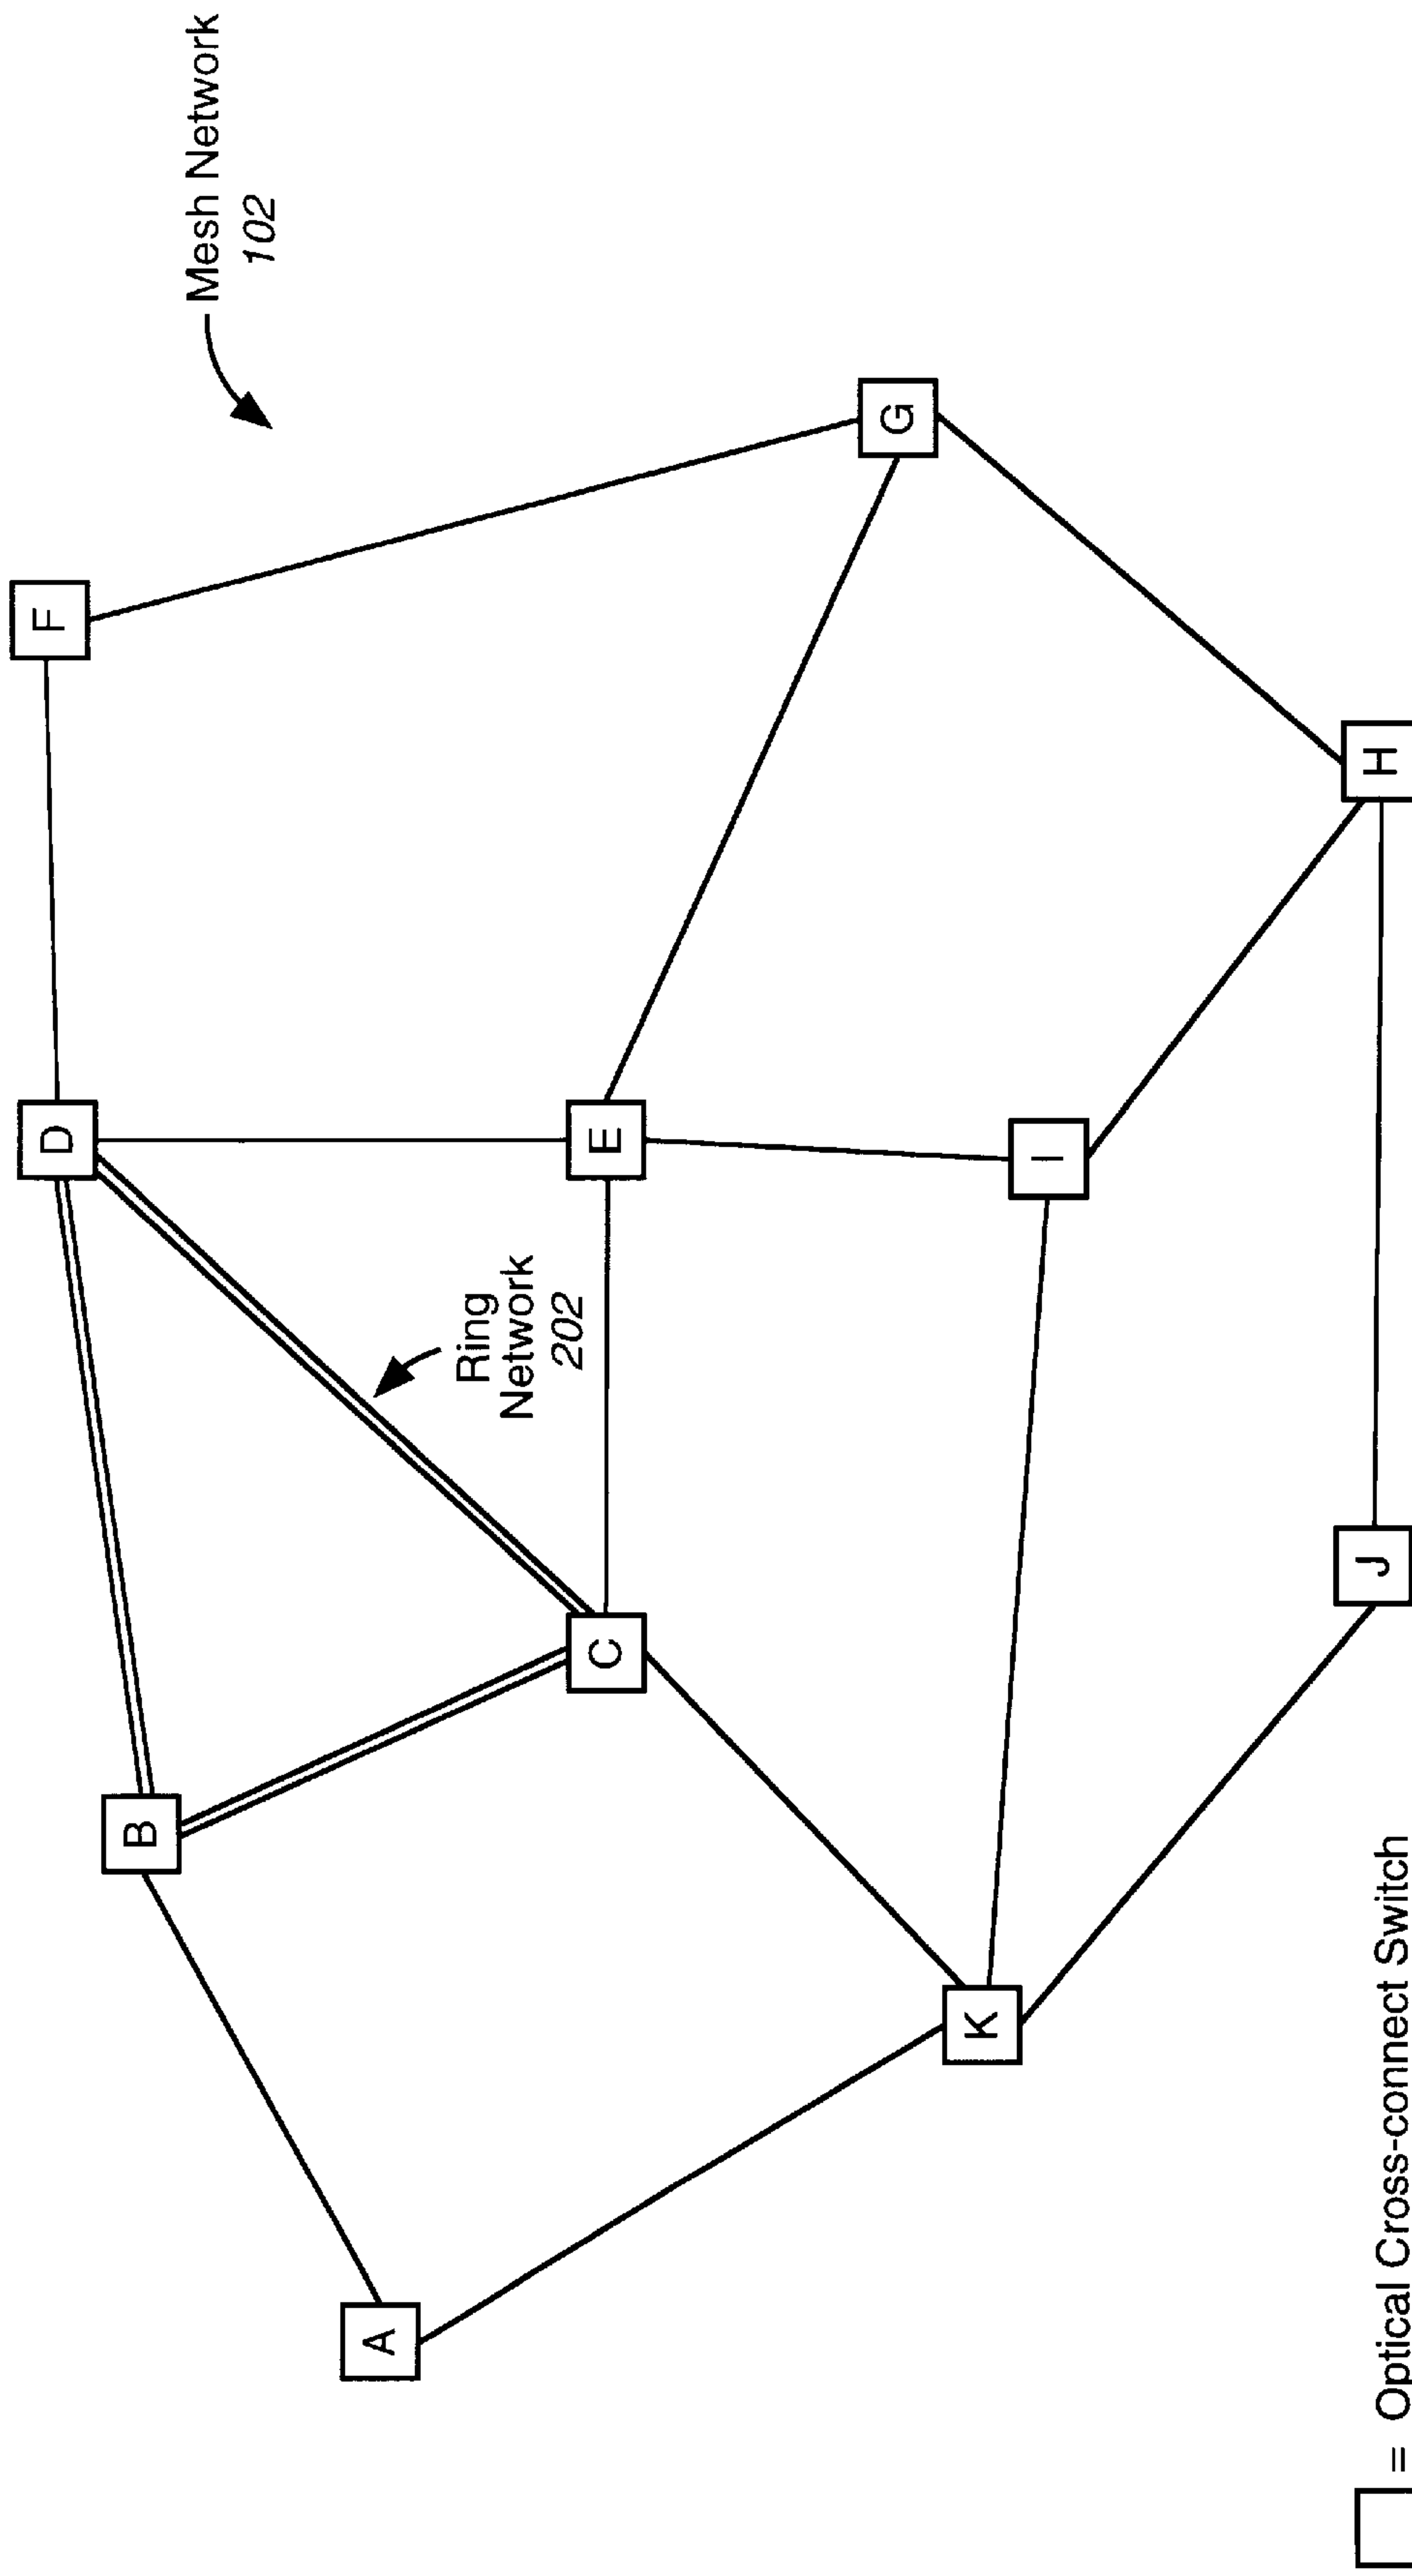 Mesh Network
102
F
D
B
A
Ring
Network
202
G
E
C
I
K
H
J
= Optical Cross-connect Switch